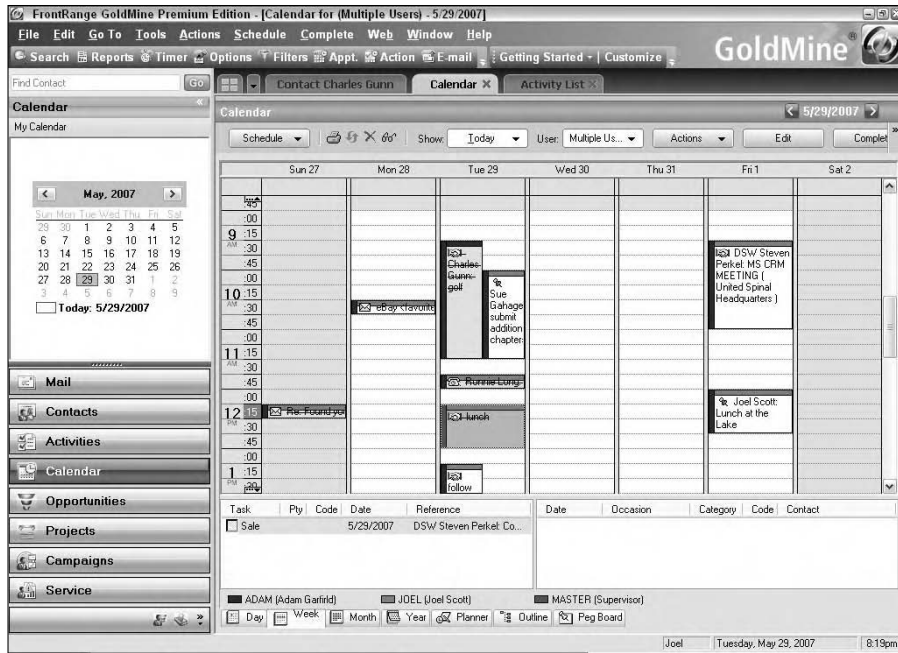 FrontRange GoldMine Premium Edition - [Calendar for (Multiple Users) - 5/29/2007]
File Edit Go To Tools Actions Schedule Complete Web Window Help
Search Reports Timer Options Filters Appt. Action E-mail Getting Started - | Customize
GoldMine®
Find Contact Go
Contact Charles Gunn Calendar Activity List
Calendar
My Calendar
Calendar 5/29/2007
Schedule Show: Today User: Multiple Us... Actions Edit Complet
May, 2007
Sun Mon Tue Wed Thu Fri Sat
29 30 1 2 3 4 5
6 7 8 9 10 11 12
13 14 15 16 17 18 19
20 21 22 23 24 25 26
27 28 29 30 31 1 2
3 4 5 6 7 8 9
Today: 5/29/2007
Mail
Contacts
Activities
Calendar
Opportunities
Projects
Campaigns
Service
Sun 27 Mon 28 Tue 29 Wed 30 Thu 31 Fri 1 Sat 2
:45
:00
9 AM :15
:30
:45
:00
10 AM :15
:30
:45
:00
11 AM :15
:30
:45
:00
12 PM :15
:30
:45
:00
1 PM :15
:30
Re: Found yo
eBay <favorite
Charles
Gunn:
golf
Sue
Gahage
submit
addition
chapter:
Ronnie Long
lunch
follow
DSW Steven
Perkel: MS CRM
MEETING (
United Spinal
Headquarters )
Joel Scott:
Lunch at the
Lake
Task Pty Code Date Reference
Sale 5/29/2007 DSW Steven Perkel: Co...
Date Occasion Category Code Contact
ADAM (Adam Garfirld) JOEL (Joel Scott) MASTER (Supervisor)
Day Week Month Year Planner Outline Peg Board
Joel Tuesday, May 29, 2007 8:19pm